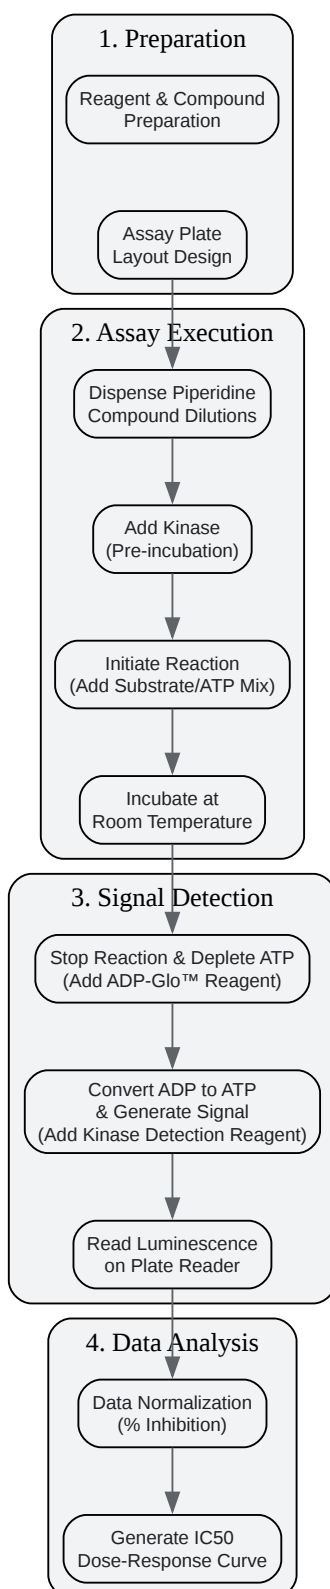 1. Preparation
Reagent & Compound
Preparation
Assay Plate
Layout Design
2. Assay Execution
Dispense Piperidine
Compound Dilutions
Add Kinase
(Pre-incubation)
Initiate Reaction
(Add Substrate/ATP Mix)
Incubate at
Room Temperature
3. Signal Detection
Stop Reaction & Deplete ATP
(Add ADP-Glo™ Reagent)
Convert ADP to ATP
& Generate Signal
(Add Kinase Detection Reagent)
Read Luminescence
on Plate Reader
4. Data Analysis
Data Normalization
(% Inhibition)
Generate IC50
Dose-Response Curve